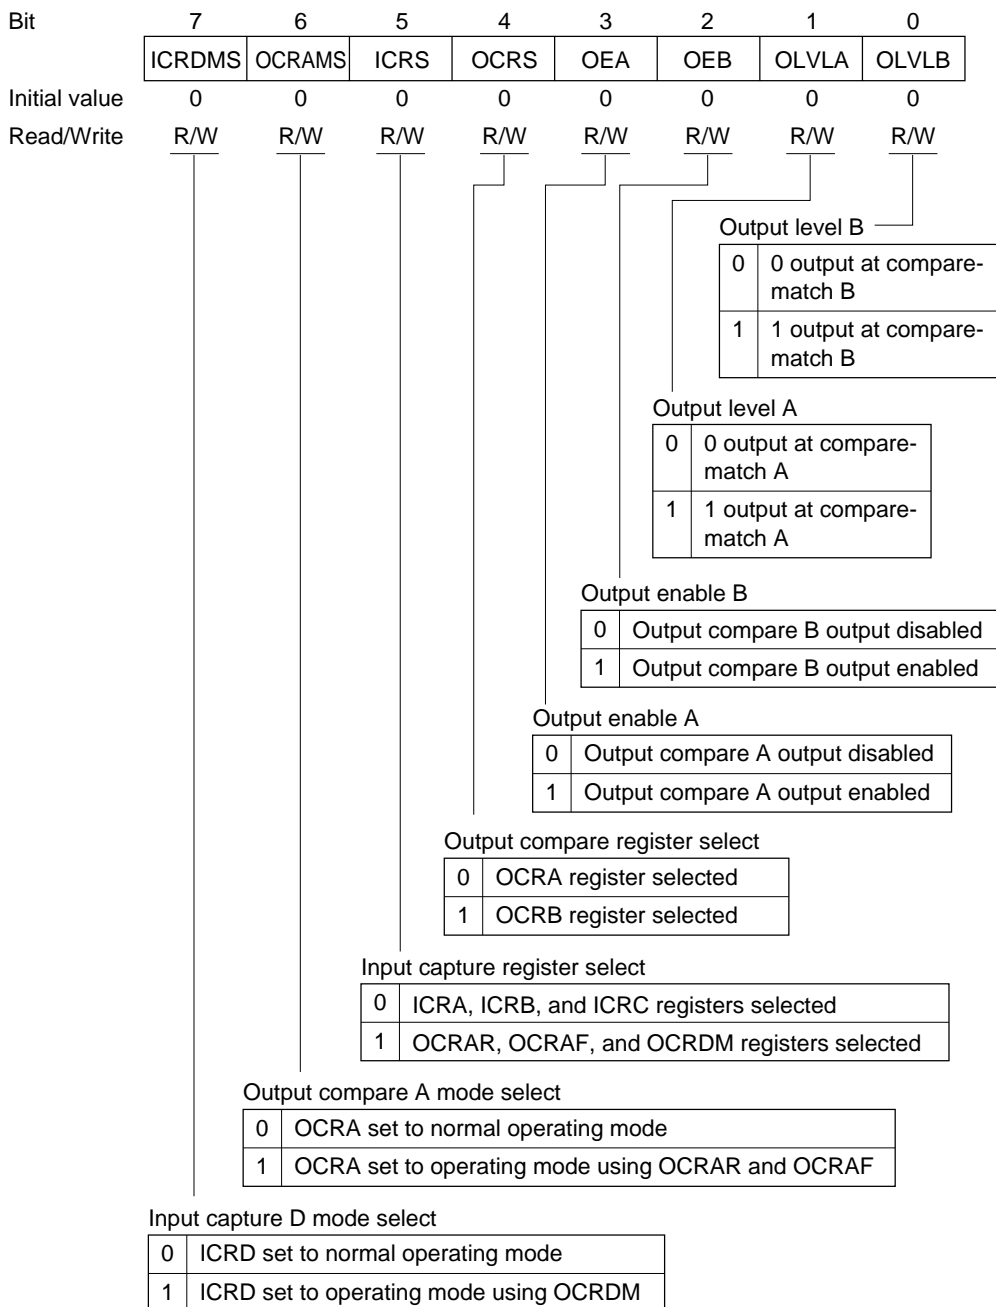 Bit 7 6 5 4 3 2 1 0
ICRDMS OCRAMS ICRS OCRS OEA OEB OLVLA OLVLB
Initial value 0 0 0 0 0 0 0 0
Read/Write R/W R/W R/W R/W R/W R/W R/W R/W
Output level B
0 0 output at compare-
match B
1 1 output at compare-
match B
Output level A
0 0 output at compare-
match A
1 1 output at compare-
match A
Output enable B
0 Output compare B output disabled
1 Output compare B output enabled
Output enable A
0 Output compare A output disabled
1 Output compare A output enabled
Output compare register select
0 OCRA register selected
1 OCRB register selected
Input capture register select
0 ICRA, ICRB, and ICRC registers selected
1 OCRAR, OCRAF, and OCRDM registers selected
Output compare A mode select
0 OCRA set to normal operating mode
1 OCRA set to operating mode using OCRAR and OCRAF
Input capture D mode select
0 ICRD set to normal operating mode
1 ICRD set to operating mode using OCRDM